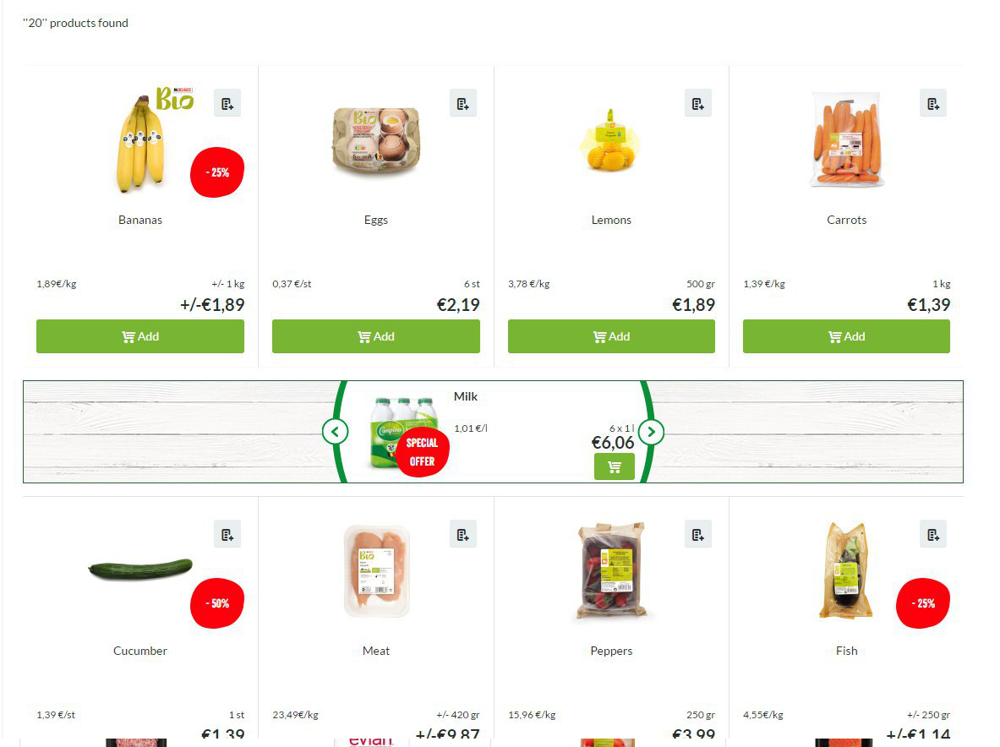 "20" products found
Bio
- 25%
Bio
Bananas
Eggs
Lemons
Carrots
1,89€/kg
+/- 1 kg
0,37 €/st
6 st
3,78 €/kg
500 gr
1,39 €/kg
1 kg
+/-€1,89
€2,19
€1,89
€1,39
Add
Add
Add
Add
Milk
1,01 €/l
6 x 1 l
€6,06
Campina
SPECIAL
OFFER
- 50%
Bio
- 25%
Cucumber
Meat
Peppers
Fish
1,39 €/st
1 st
23,49€/kg
+/- 420 gr
15,96 €/kg
250 gr
4,55€/kg
+/- 250 gr
€1,39
+/-€9,87
€3,99
+/-€1,14
evian